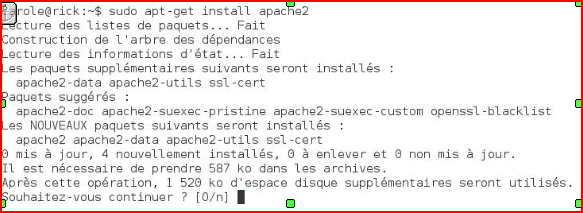 carole@rick:~$ sudo apt-get install apache2
Lecture des listes de paquets... Fait
Construction de l'arbre des dépendances
Lecture des informations d'état... Fait
Les paquets supplémentaires suivants seront installés :
apache2-data apache2-utils ssl-cert
Paquets suggérés :
apache2-doc apache2-suexec-pristine apache2-suexec-custom openssl-blacklist
Les NOUVEAUX paquets suivants seront installés :
apache2 apache2-data apache2-utils ssl-cert
0 mis à jour, 4 nouvellement installés, 0 à enlever et 0 non mis à jour.
Il est nécessaire de prendre 587 ko dans les archives.
Après cette opération, 1 520 ko d'espace disque supplémentaires seront utilisés.
Souhaitez-vous continuer ? [O/n]